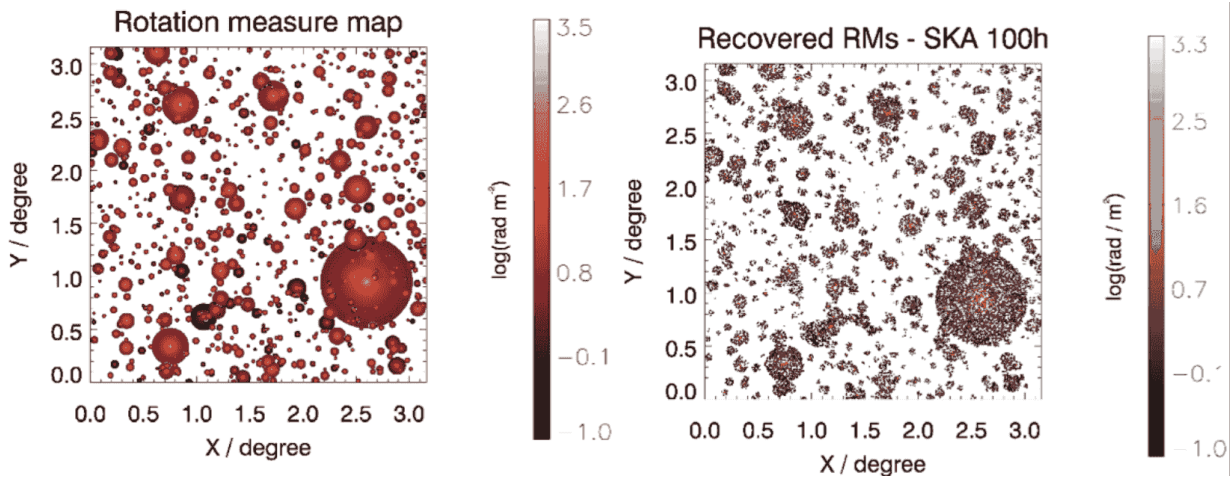 Rotation measure map
3.0
2.5
2.0
1.5
1.0
0.5
0.0
Y / degree
0.0 0.5 1.0 1.5 2.0 2.5 3.0
X / degree
log(rad m⁻²)
3.5
2.6
1.7
0.8
−0.1
−1.0
Recovered RMs - SKA 100h
3.0
2.5
2.0
1.5
1.0
0.5
0.0
Y / degree
0.0 0.5 1.0 1.5 2.0 2.5 3.0
X / degree
log(rad / m²)
3.3
2.5
1.6
0.7
−0.1
−1.0